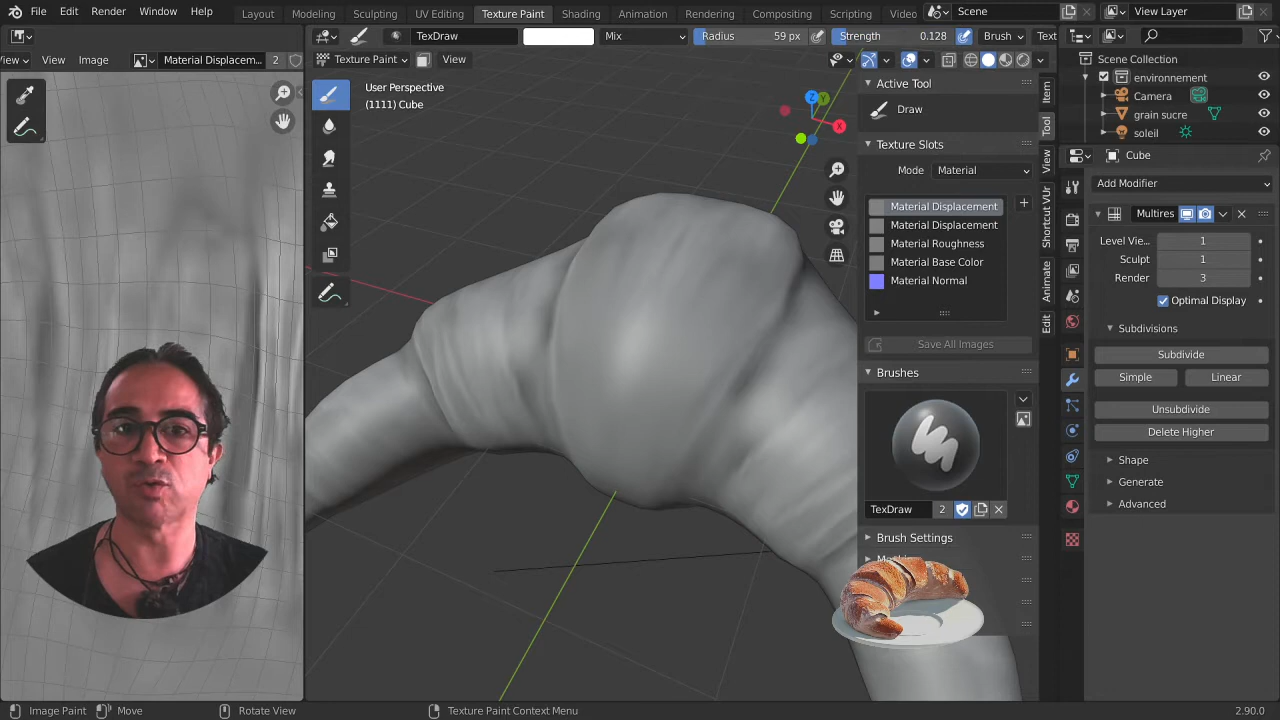 File Edit Render Window Help Layout Modeling Sculpting UV Editing Texture Paint Shading Animation Rendering Compositing Scripting Video Scene View Layer
TexDraw Mix Radius 59 px Strength 0.128 Brush Text
View Image Material Displacem... 2
Texture Paint View
User Perspective
(1111) Cube
Active Tool
Draw
Texture Slots
Mode Material
Material Displacement
Material Displacement
Material Roughness
Material Base Color
Material Normal
Save All Images
Brushes
TexDraw 2
Brush Settings
Item
Tool
View
Shortcut VUr
Animate
Edit
Scene Collection
environnement
Camera
grain sucre
soleil
Cube
Add Modifier
Multires
Level Vie... 1
Sculpt 1
Render 3
Optimal Display
Subdivisions
Subdivide
Simple Linear
Unsubdivide
Delete Higher
Shape
Generate
Advanced
Image Paint Move Rotate View Texture Paint Context Menu 2.90.0